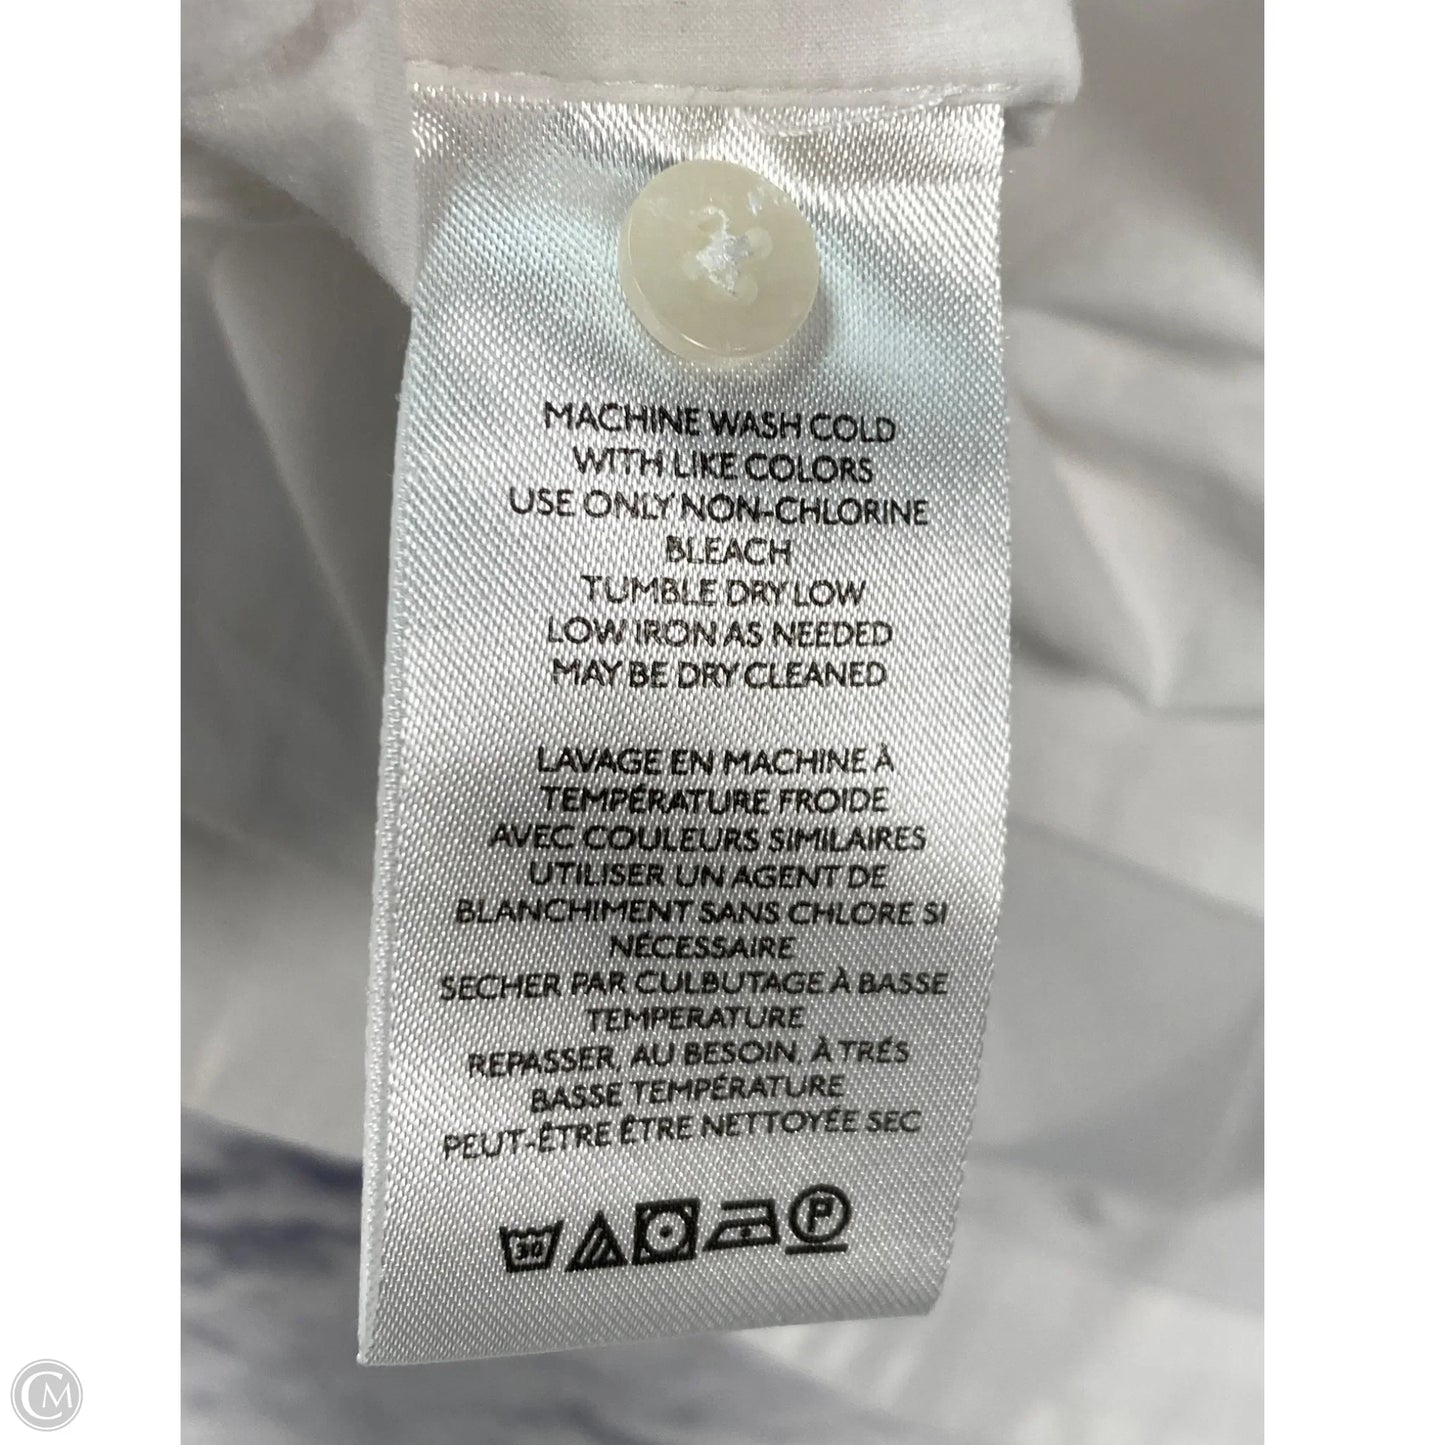 MACHINE WASH COLD
WITH LIKE COLORS
USE ONLY NON-CHLORINE
BLEACH
TUMBLE DRY LOW
LOW IRON AS NEEDED
MAY BE DRY CLEANED
LAVAGE EN MACHINE À
TEMPÉRATURE FROIDE
AVEC COULEURS SIMILAIRES
UTILISER UN AGENT DE
BLANCHIMENT SANS CHLORE SI
NÉCESSAIRE
SECHER PAR CULBUTAGE À BASSE
TEMPERATURE
REPASSER, AU BESOIN, À TRÉS
BASSE TEMPÉRATURE
PEUT-ÊTRE ÊTRE NETTOYÉE SEC
30 P
CM